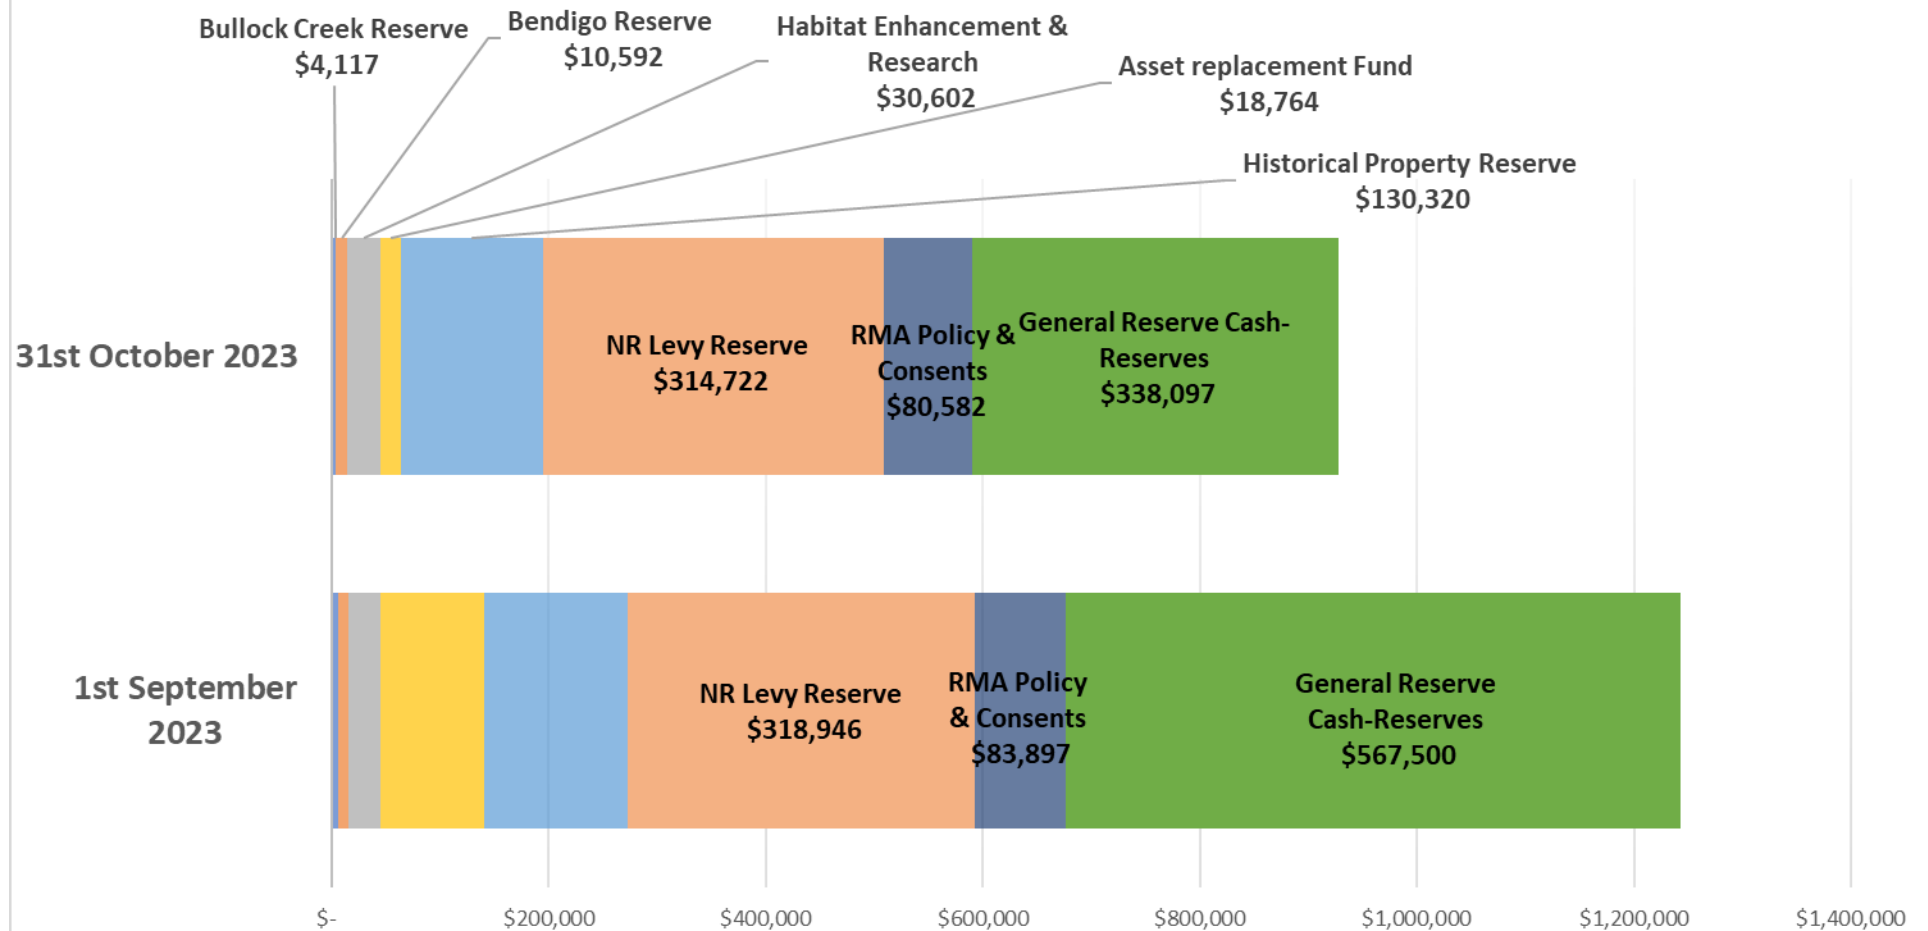 Bullock Creek Reserve
$4,117
Bendigo Reserve
$10,592
Habitat Enhancement &
Research
$30,602
Asset replacement Fund
$18,764
Historical Property Reserve
$130,320
31st October 2023
NR Levy Reserve
$314,722
RMA Policy &
Consents
$80,582
General Reserve Cash-
Reserves
$338,097
1st September
2023
NR Levy Reserve
$318,946
RMA Policy
& Consents
$83,897
General Reserve
Cash-Reserves
$567,500
$-
$200,000
$400,000
$600,000
$800,000
$1,000,000
$1,200,000
$1,400,000